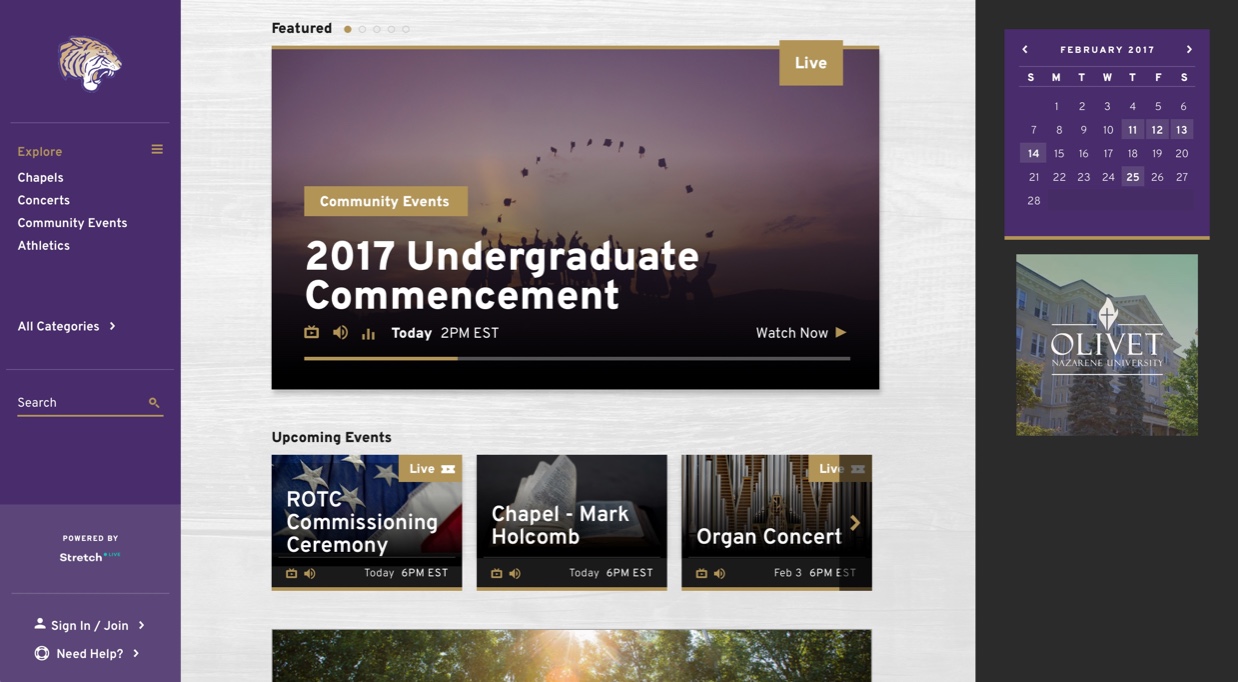 Explore
Chapels
Concerts
Community Events
Athletics
All Categories
Search
POWERED BY
Stretch LIVE
Sign In / Join
Need Help?
Featured
Live
Community Events
2017 Undergraduate
Commencement
Today 2PM EST
Watch Now
Upcoming Events
Live
ROTC
Commissioning
Ceremony
Today 6PM EST
Chapel - Mark
Holcomb
Today 6PM EST
Live
Organ Concert
Feb 3 6PM EST
FEBRUARY 2017
S M T W T F S
1 2 3 4 5 6
7 8 9 10 11 12 13
14 15 16 17 18 19 20
21 22 23 24 25 26 27
28
OLIVET
NAZARENE UNIVERSITY